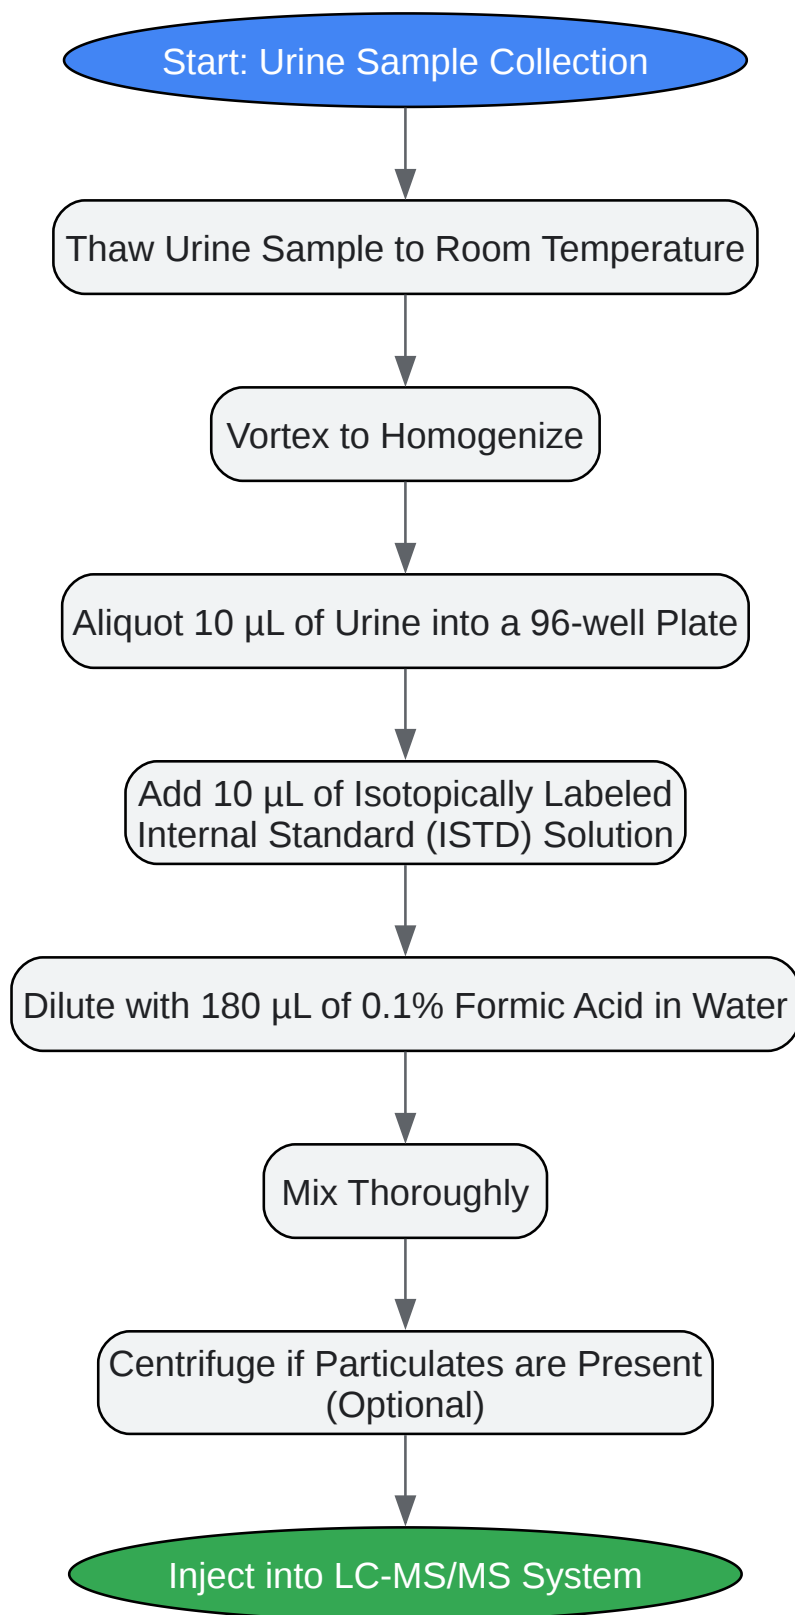 Start: Urine Sample Collection
Thaw Urine Sample to Room Temperature
Vortex to Homogenize
Aliquot 10 µL of Urine into a 96-well Plate
Add 10 µL of Isotopically Labeled
Internal Standard (ISTD) Solution
Dilute with 180 µL of 0.1% Formic Acid in Water
Mix Thoroughly
Centrifuge if Particulates are Present
(Optional)
Inject into LC-MS/MS System